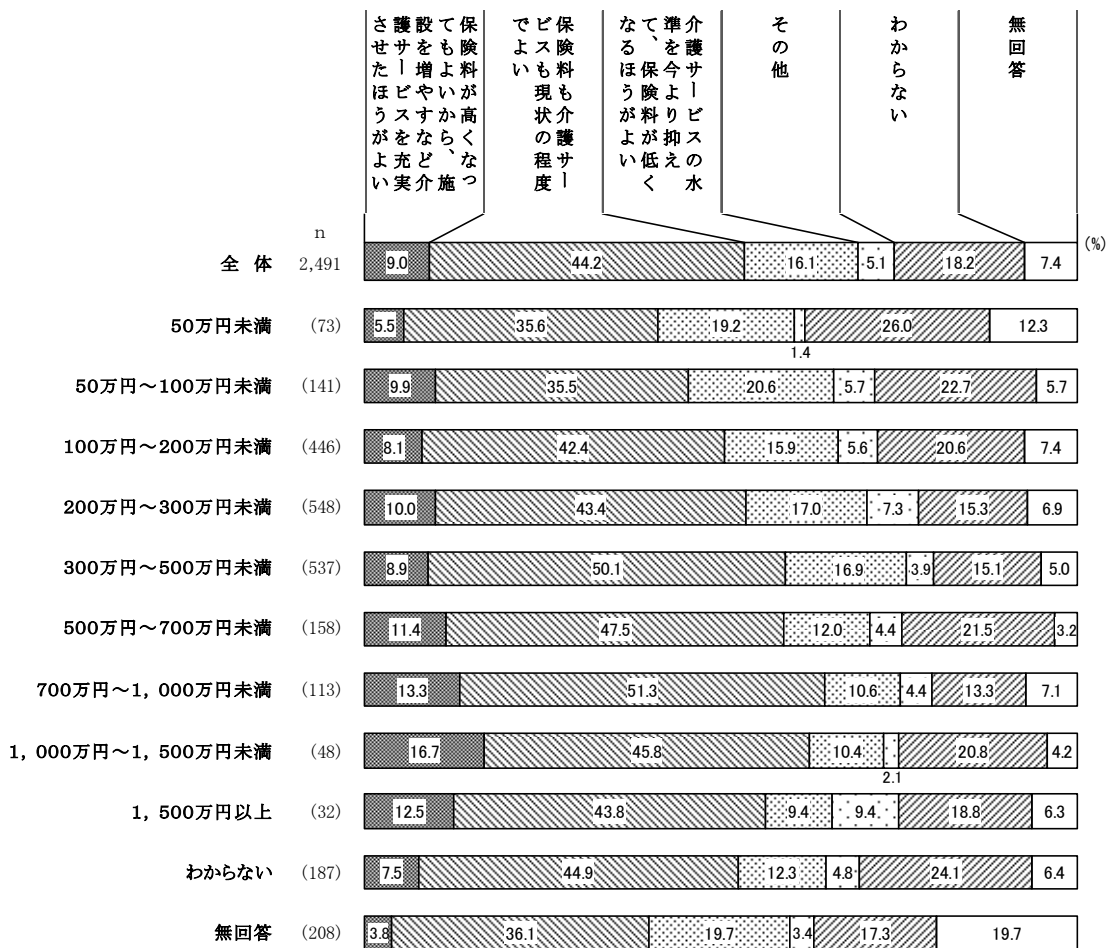 保険料が高くなっ
てもよいから、施
設を増やすなど介
護サービスを充実
させたほうがよい
保険料も介護サー
ビスも現状の程度
でよい
介護サービスの水
準を今より抑え
て、保険料が低く
なるほうがよい
その他
わからない
無回答
n
(%)
全 体 2,491 9.0 44.2 16.1 5.1 18.2 7.4
50万円未満 (73) 5.5 35.6 19.2 26.0 12.3
1.4
50万円～100万円未満 (141) 9.9 35.5 20.6 5.7 22.7 5.7
100万円～200万円未満 (446) 8.1 42.4 15.9 5.6 20.6 7.4
200万円～300万円未満 (548) 10.0 43.4 17.0 7.3 15.3 6.9
300万円～500万円未満 (537) 8.9 50.1 16.9 3.9 15.1 5.0
500万円～700万円未満 (158) 11.4 47.5 12.0 4.4 21.5 3.2
700万円～1，000万円未満 (113) 13.3 51.3 10.6 4.4 13.3 7.1
1，000万円～1，500万円未満 (48) 16.7 45.8 10.4 20.8 4.2
2.1
1，500万円以上 (32) 12.5 43.8 9.4 9.4 18.8 6.3
わからない (187) 7.5 44.9 12.3 4.8 24.1 6.4
無回答 (208) 3.8 36.1 19.7 3.4 17.3 19.7